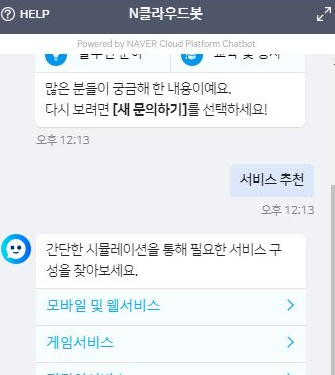 HELP
N클라우드봇
Powered by NAVER Cloud Platform Chatbot
많은 분들이 궁금해 한 내용이예요.
다시 보려면 [새 문의하기]를 선택하세요!
오후 12:13
서비스 추천
오후 12:13
간단한 시뮬레이션을 통해 필요한 서비스 구
성을 찾아보세요.
모바일 및 웹서비스
게임서비스